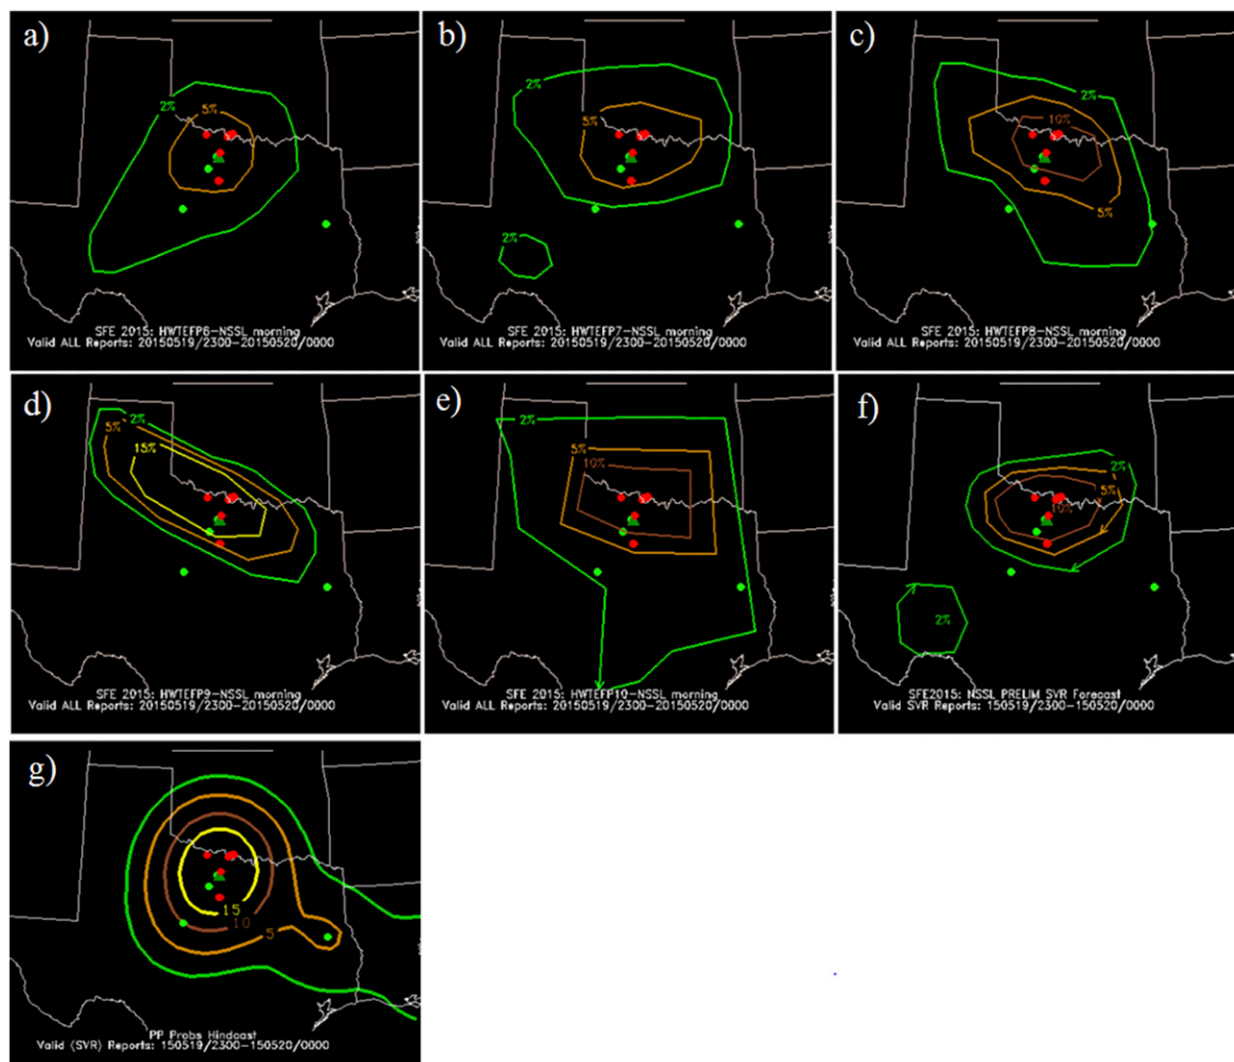 a)
2%
5%
SFE 2015: HWTEFP6-NSSL morning
Valid ALL Reports: 20150519/2300-20150520/0000
b)
2%
5%
2%
SFE 2015: HWTEFP7-NSSL morning
Valid ALL Reports: 20150519/2300-20150520/0000
c)
2%
10%
5%
SFE 2015: HWTEFP8-NSSL morning
Valid ALL Reports: 20150519/2300-20150520/0000
d)
2%
5%
15%
SFE 2015: HWTEFP9-NSSL morning
Valid ALL Reports: 20150519/2300-20150520/0000
e)
2%
5%
10%
SFE 2015: HWTEFP10-NSSL morning
Valid ALL Reports: 20150519/2300-20150520/0000
f)
2%
5%
10%
2%
SFE2015: NSSL PRELIM SVR Forecast
Valid SVR Reports: 150519/2300-150520/0000
g)
15
10
5
PP Probs Hindcast
Valid (SVR) Reports: 150519/2300-150520/0000